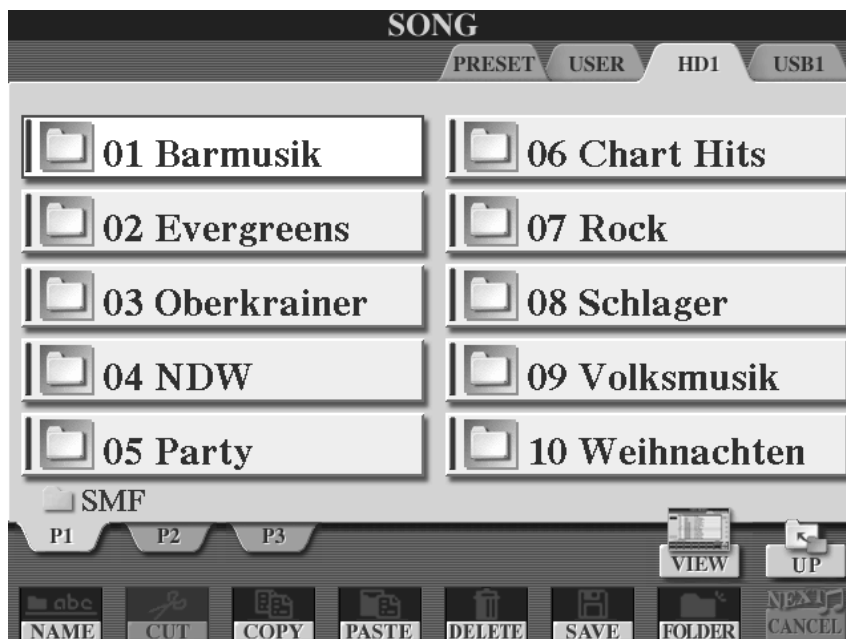 SONG
PRESET USER HD1 USB1
01 Barmusik
02 Evergreens
03 Oberkrainer
04 NDW
05 Party
06 Chart Hits
07 Rock
08 Schlager
09 Volksmusik
10 Weihnachten
SMF
P1 P2 P3
VIEW UP
abc
NAME CUT COPY PASTE DELETE SAVE FOLDER
NEXT
CANCEL